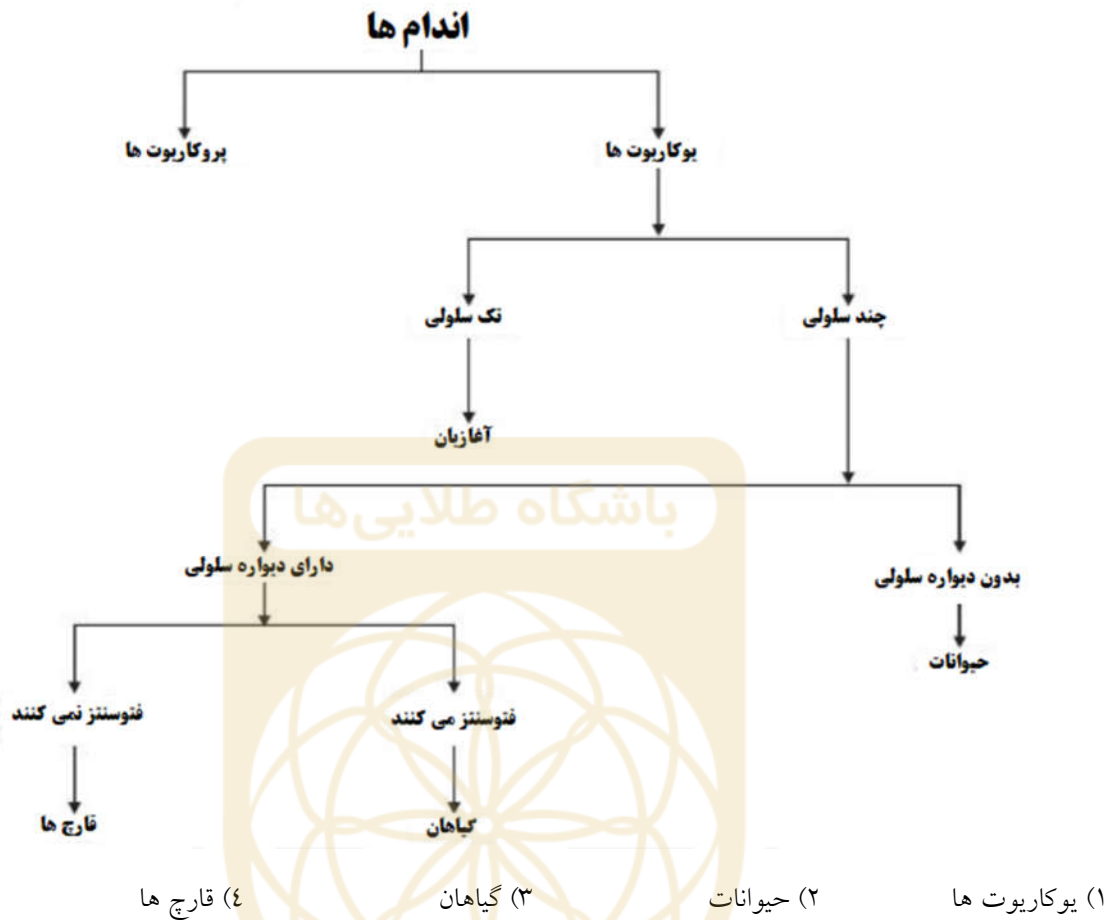 اندام ها
پروکاریوت ها
یوکاریوت ها
تک سلولی
چند سلولی
آغازیان
باشگاه طلایی‌ها
دارای دیواره سلولی
بدون دیواره سلولی
حیوانات
فتوسنتز نمی کنند
فتوسنتز می کنند
قارچ ها
گیاهان
۱) یوکاریوت ها ۲) حیوانات ۳) گیاهان ٤) قارچ ها